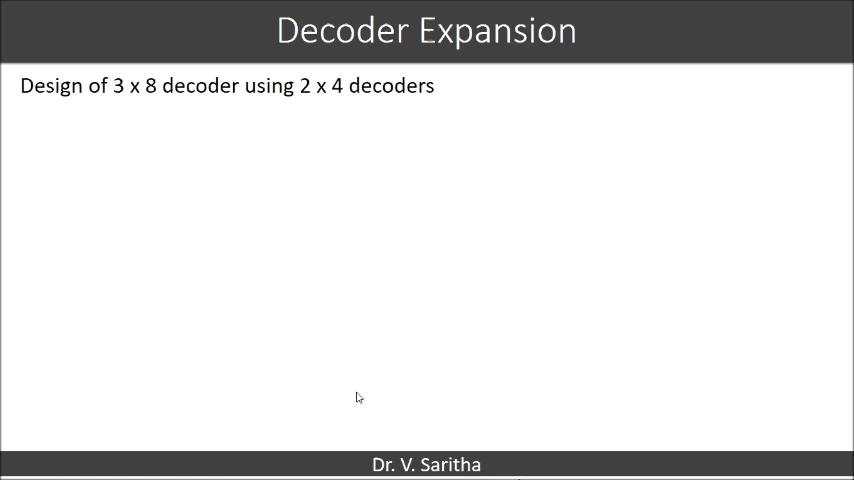 Decoder Expansion
Design of 3 x 8 decoder using 2 x 4 decoders
Dr. V. Saritha